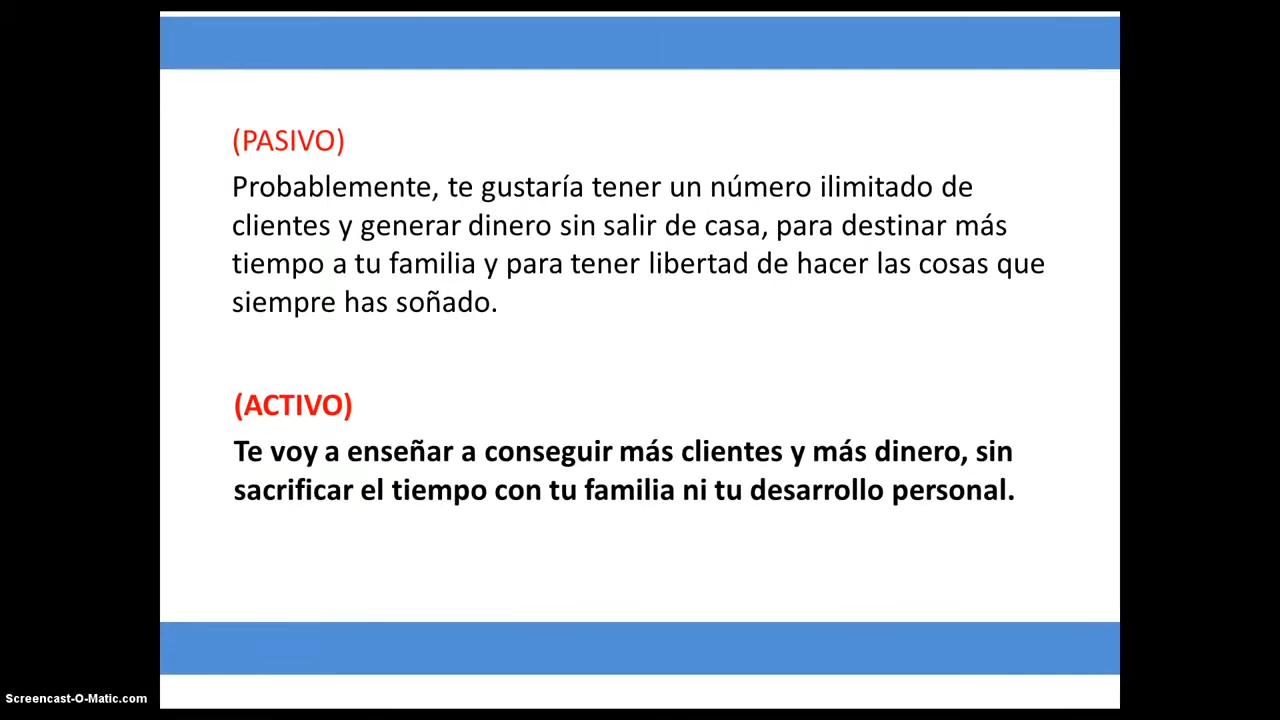 (PASIVO)
Probablemente, te gustaría tener un número ilimitado de
clientes y generar dinero sin salir de casa, para destinar más
tiempo a tu familia y para tener libertad de hacer las cosas que
siempre has soñado.
(ACTIVO)
Te voy a enseñar a conseguir más clientes y más dinero, sin
sacrificar el tiempo con tu familia ni tu desarrollo personal.
Screencast-O-Matic.com